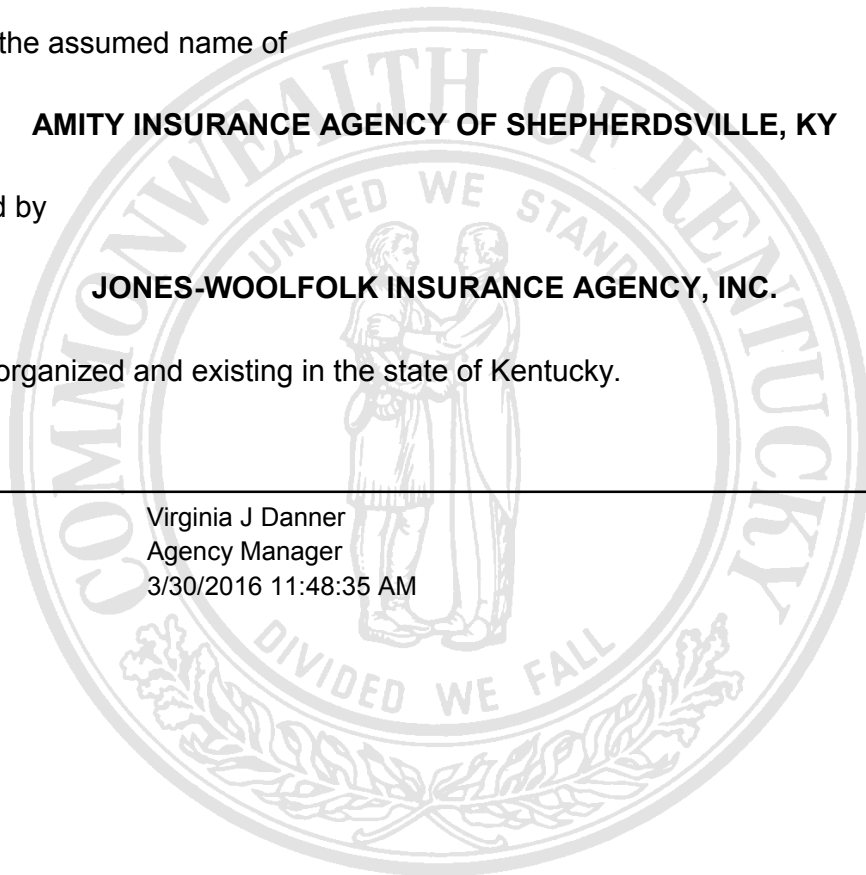 the assumed name of
AMITY INSURANCE AGENCY OF SHEPHERDSVILLE, KY
d by
JONES-WOOLFOLK INSURANCE AGENCY, INC.
organized and existing in the state of Kentucky.
Virginia J Danner
Agency Manager
3/30/2016 11:48:35 AM
COMMONWEALTH OF KENTUCKY
UNITED WE STAND
DIVIDED WE FALL